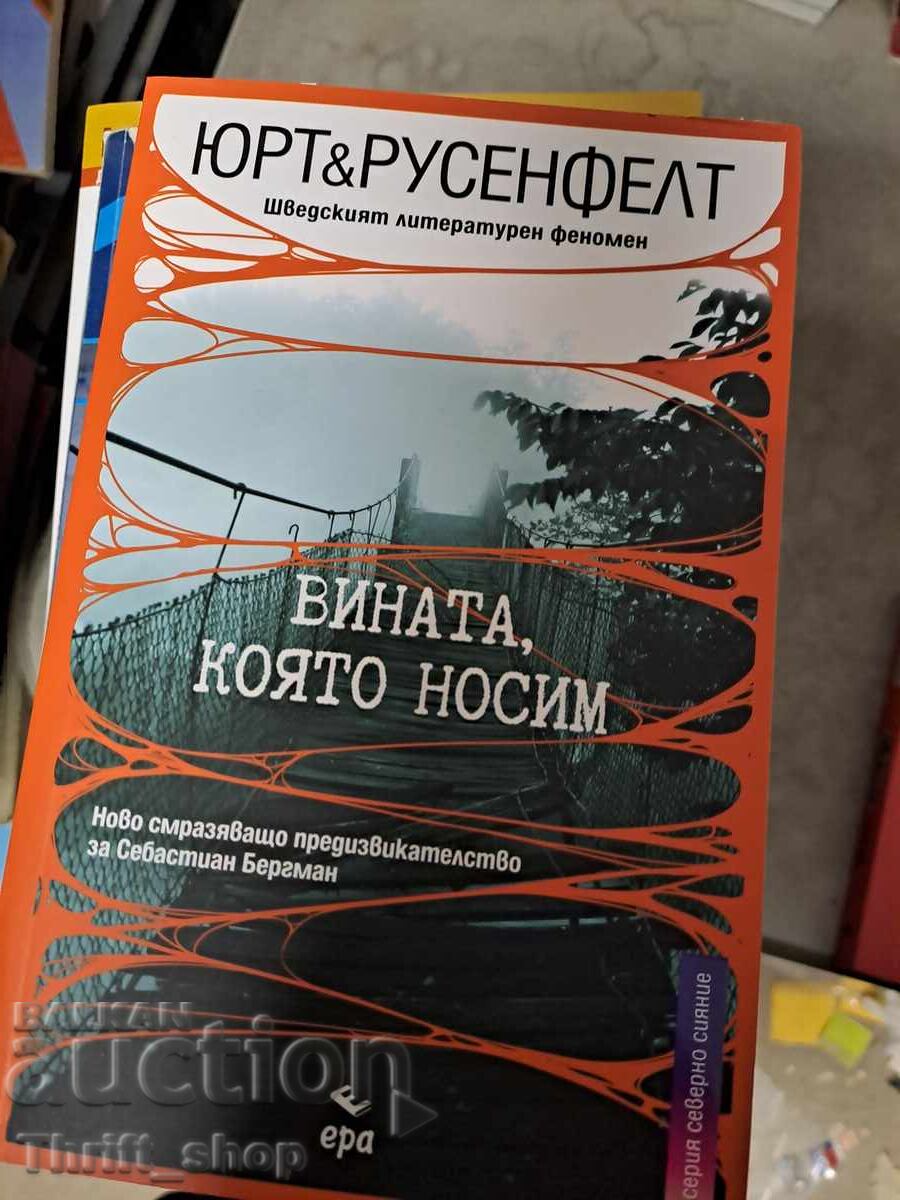 ЮРТ&РУСЕНФЕЛТ
Шведският литературен феномен
ВИНАТА,
КОЯТО НОСИМ
Ново смразяващо предизвикателство
за Себастиан Бергман
серия северно сияние
ера
БАЛКАН
auction
Thrift_shop